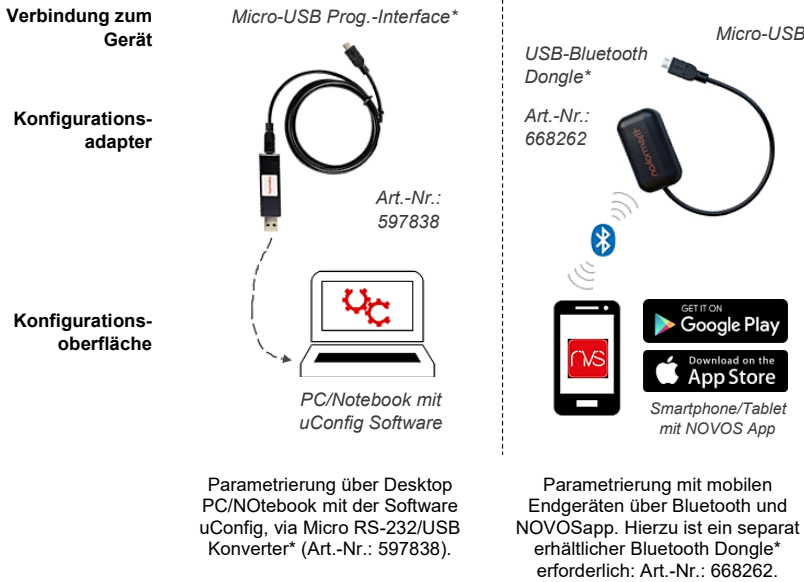 Verbindung zum
Gerät
Micro-USB Prog.-Interface*
Micro-USB
USB-Bluetooth
Dongle*
Konfigurations-
adapter
Art.-Nr.:
668262
novasmart
Art.-Nr.:
597838
Konfigurations-
oberfläche
UC
NVS
GET IT ON
Google Play
Download on the
App Store
PC/Notebook mit
uConfig Software
Smartphone/Tablet
mit NOVOS App
Parametrierung über Desktop
PC/NOtebook mit der Software
uConfig, via Micro RS-232/USB
Konverter* (Art.-Nr.: 597838).
Parametrierung mit mobilen
Endgeräten über Bluetooth und
NOVOSapp. Hierzu ist ein separat
erhältlicher Bluetooth Dongle*
erforderlich: Art.-Nr.: 668262.